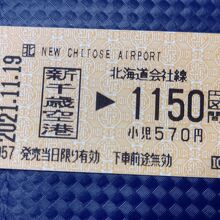 北 NEW CHITOSE AIRPORT
2021.11.19
新千歳空港 ▶ 北海道会社線 1150円
小児570円
057 発売当日限り有効 下車前途無効